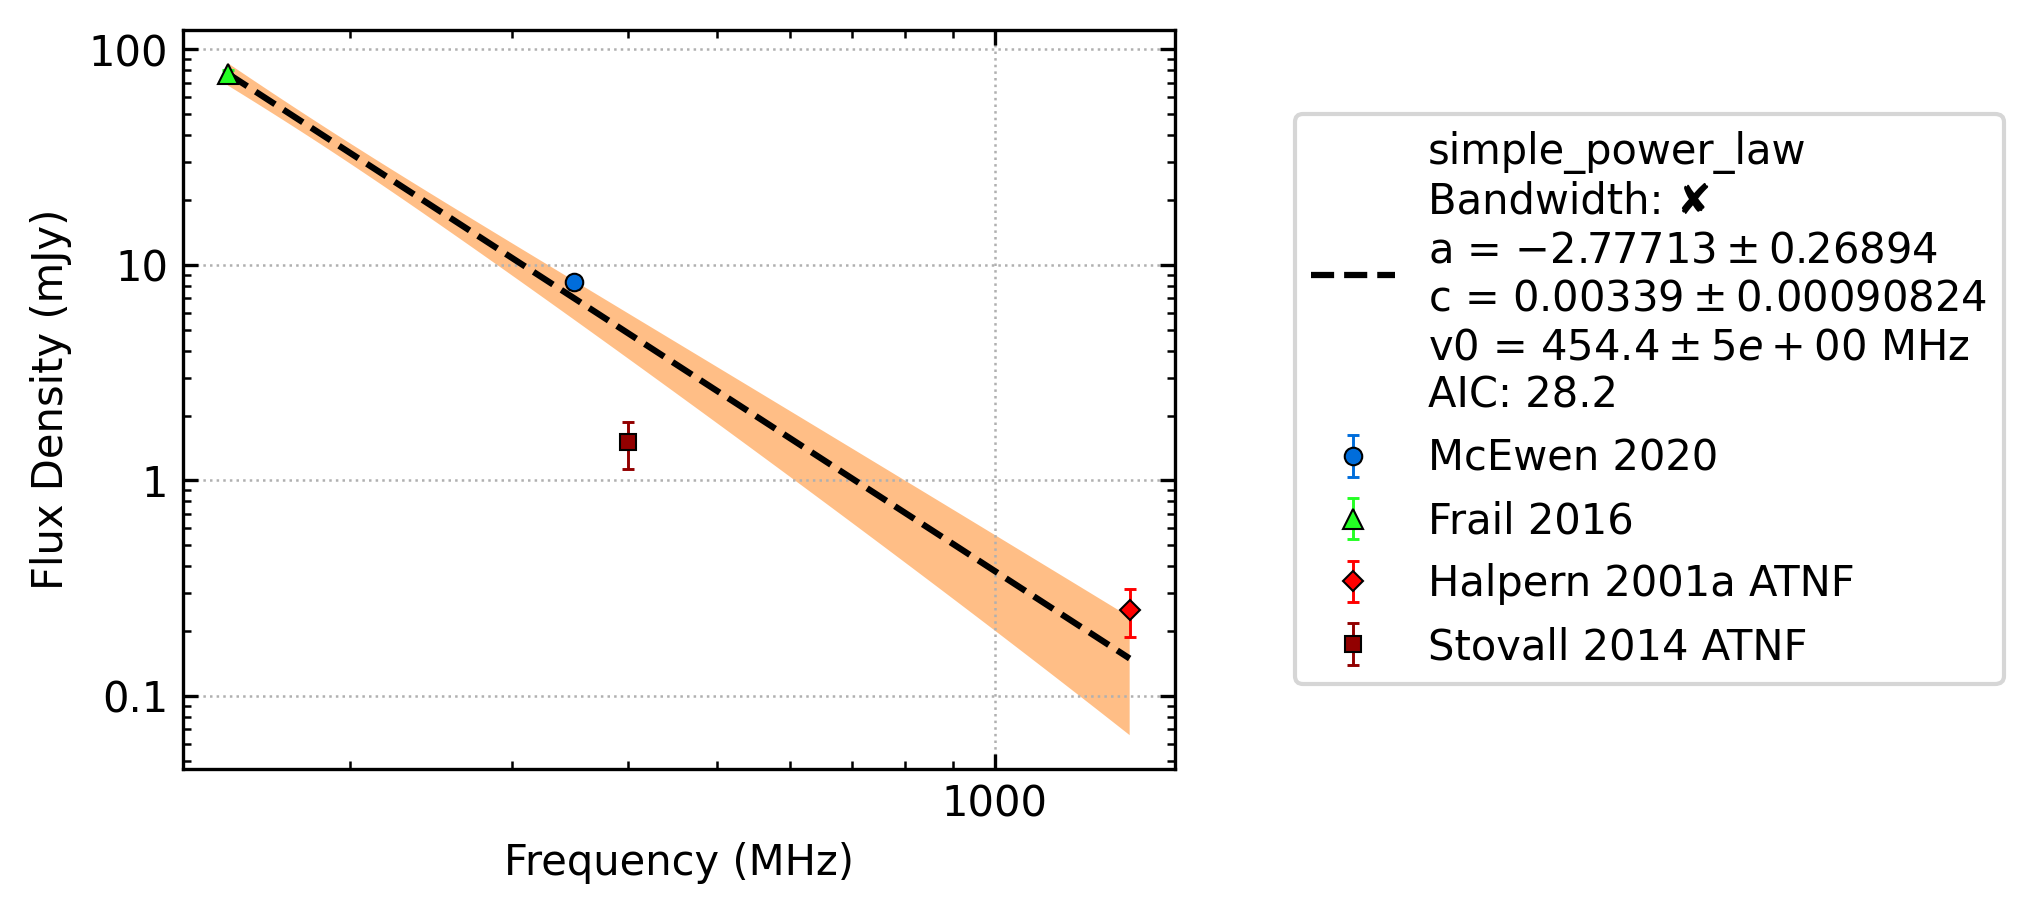 100
10
1
0.1
Flux Density (mJy)
1000
Frequency (MHz)
simple_power_law
Bandwidth: ✘
a = −2.77713 ± 0.26894
c = 0.00339 ± 0.00090824
v0 = 454.4 ± 5e + 00 MHz
AIC: 28.2
McEwen 2020
Frail 2016
Halpern 2001a ATNF
Stovall 2014 ATNF